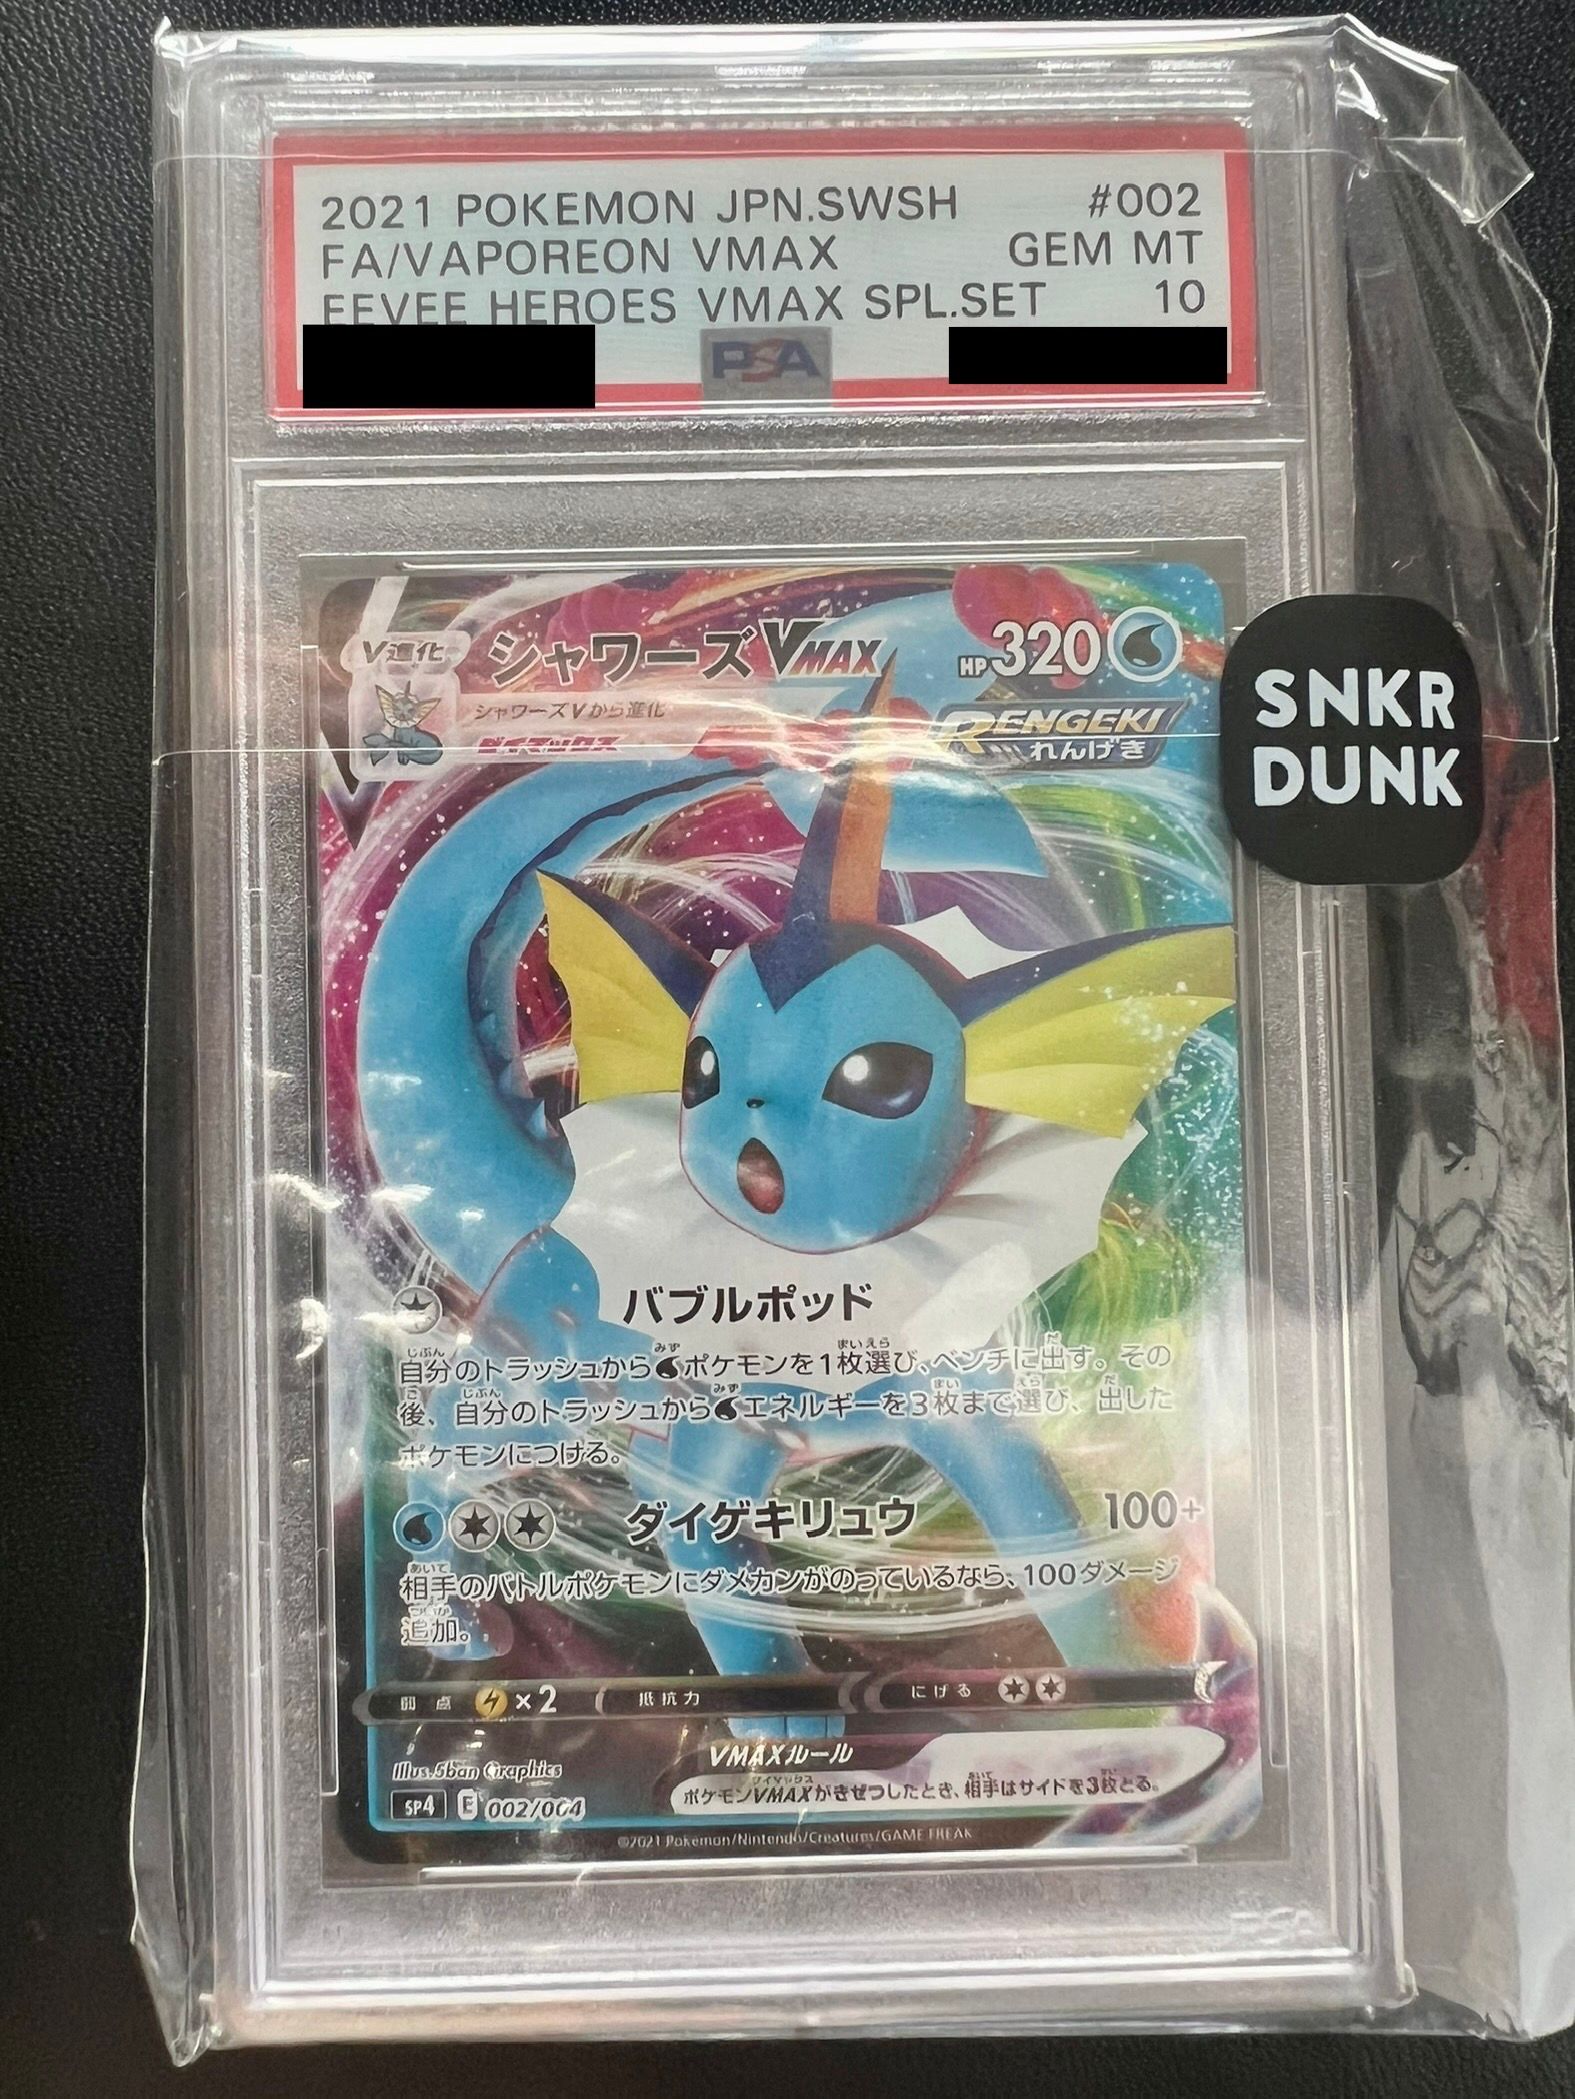 2021 POKEMON JPN.SWSH #002
FA/VAPOREON VMAX GEM MT
EEVEE HEROES VMAX SPL.SET 10
PSA
V進化 シャワーズVMAX HP320
シャワーズVから進化
ダイマックス
RENGEKI
れんげき
SNKR
DUNK
バブルポッド
自分のトラッシュからポケモンを1枚選び、ベンチに出す。その
後、自分のトラッシュからエネルギーを3枚まで選び、出した
ポケモンにつける。
ダイゲキリュウ 100+
相手のバトルポケモンにダメカンがのっているなら、100ダメージ
追加。
弱点 ×2 抵抗力 にげる
VMAXルール
Illus.5ban Graphics
ポケモンVMAXがきぜつしたとき、相手はサイドを3枚とる。
SP4 E 002/004
©2021 Pokémon/Nintendo/Creatures/GAME FREAK